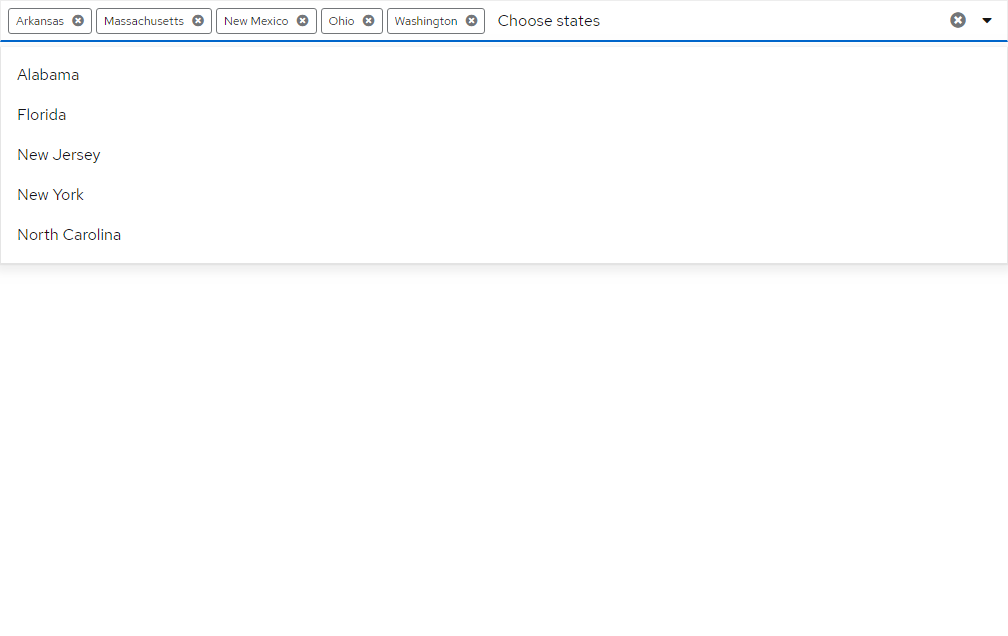 Arkansas Massachusetts New Mexico Ohio Washington Choose states
Alabama
Florida
New Jersey
New York
North Carolina